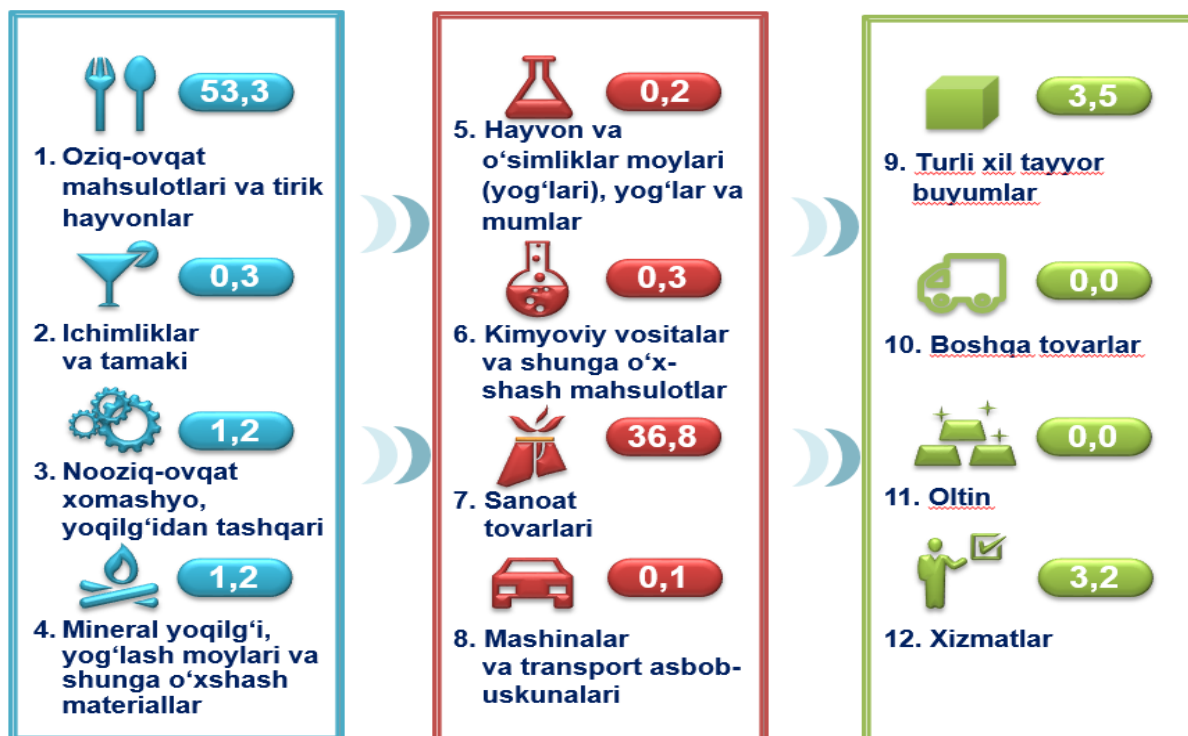 53,3
1. Oziq-ovqat
mahsulotlari va tirik
hayvonlar
0,3
2. Ichimliklar
va tamaki
1,2
3. Nooziq-ovqat
xomashyo,
yoqilg‘idan tashqari
1,2
4. Mineral yoqilg‘i,
yog‘lash moylari va
shunga o‘xshash
materiallar
0,2
5. Hayvon va
o‘simliklar moylari
(yog‘lari), yog‘lar va
mumlar
0,3
6. Kimyoviy vositalar
va shunga o‘x-
shash mahsulotlar
36,8
7. Sanoat
tovarlari
0,1
8. Mashinalar
va transport asbob-
uskunalari
3,5
9. Turli xil tayyor
buyumlar
0,0
10. Boshqa tovarlar
0,0
11. Oltin
3,2
12. Xizmatlar